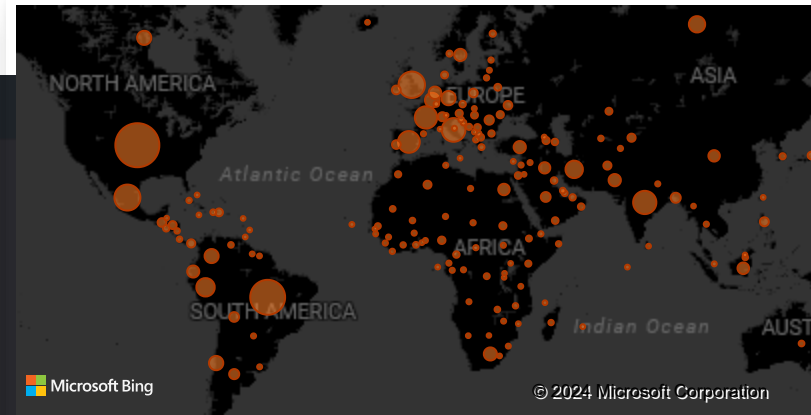 NORTH AMERICA
EUROPE
ASIA
Atlantic Ocean
AFRICA
SOUTH AMERICA
Indian Ocean
AUST
Microsoft Bing
© 2024 Microsoft Corporation